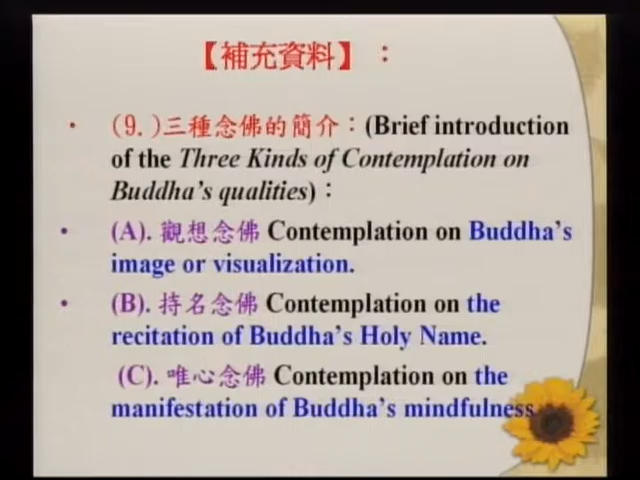 【補充資料】：
• (9.)三種念佛的簡介：(Brief introduction
of the Three Kinds of Contemplation on
Buddha's qualities)：
• (A). 觀想念佛 Contemplation on Buddha's
image or visualization.
• (B). 持名念佛 Contemplation on the
recitation of Buddha's Holy Name.
(C). 唯心念佛 Contemplation on the
manifestation of Buddha's mindfulness